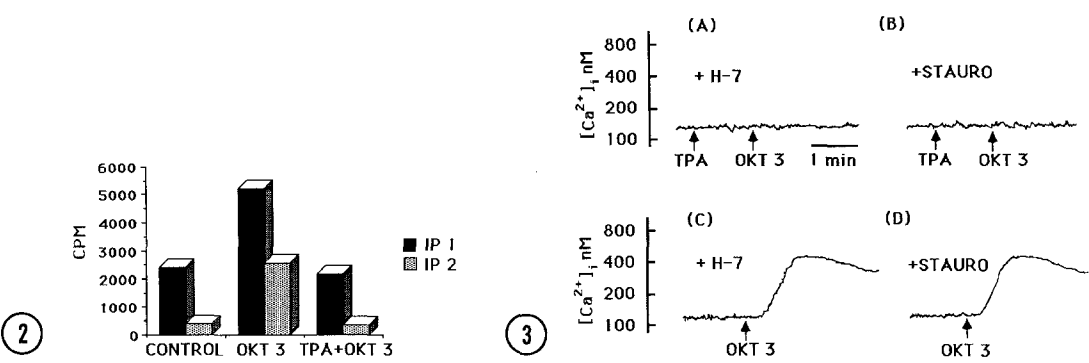 6000
5000
4000
3000
2000
1000
0
CPM
CONTROL OKT 3 TPA+OKT 3
IP 1
IP 2
2
(A)
800
400
200
100
[Ca2+]i nM
+ H-7
TPA OKT 3 1 min
(B)
+STAURO
TPA OKT 3
(C)
800
400
200
100
[Ca2+]i nM
+ H-7
OKT 3
(D)
+STAURO
OKT 3
3